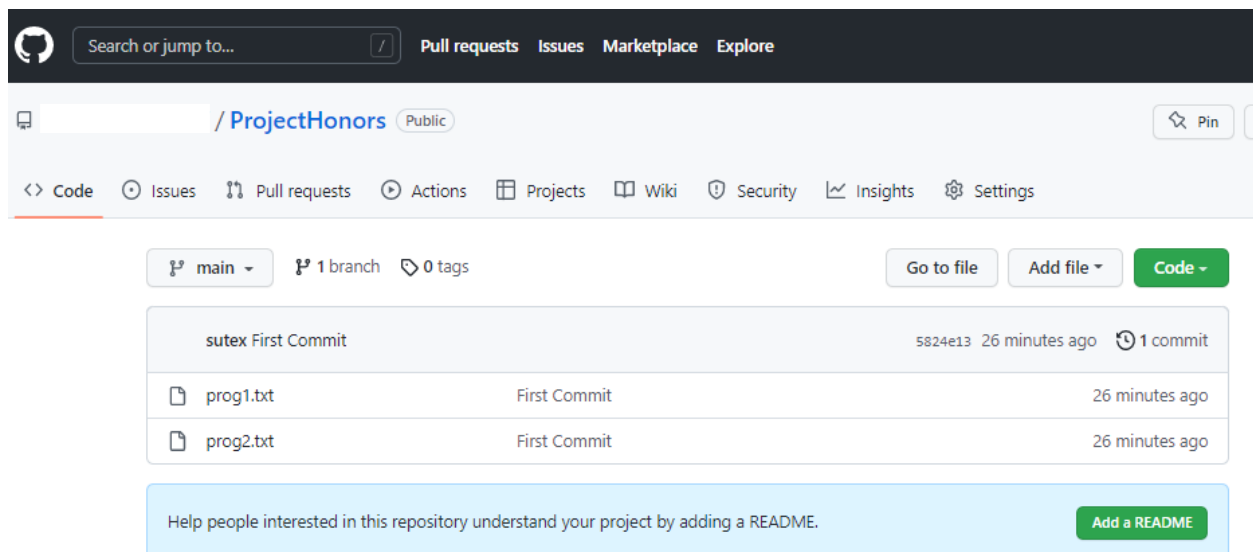 Search or jump to... / Pull requests Issues Marketplace Explore
/ ProjectHonors Public Pin
<> Code Issues Pull requests Actions Projects Wiki Security Insights Settings
main 1 branch 0 tags Go to file Add file Code
sutex First Commit 5824e13 26 minutes ago 1 commit
prog1.txt First Commit 26 minutes ago
prog2.txt First Commit 26 minutes ago
Help people interested in this repository understand your project by adding a README. Add a README